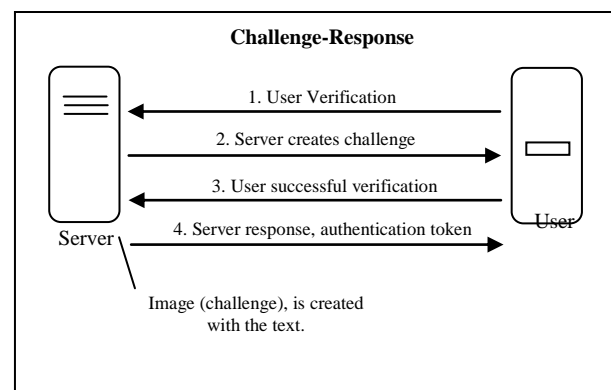 Challenge-Response
1. User Verification
2. Server creates challenge
3. User successful verification
4. Server response, authentication token
Server
User
Image (challenge), is created
with the text.